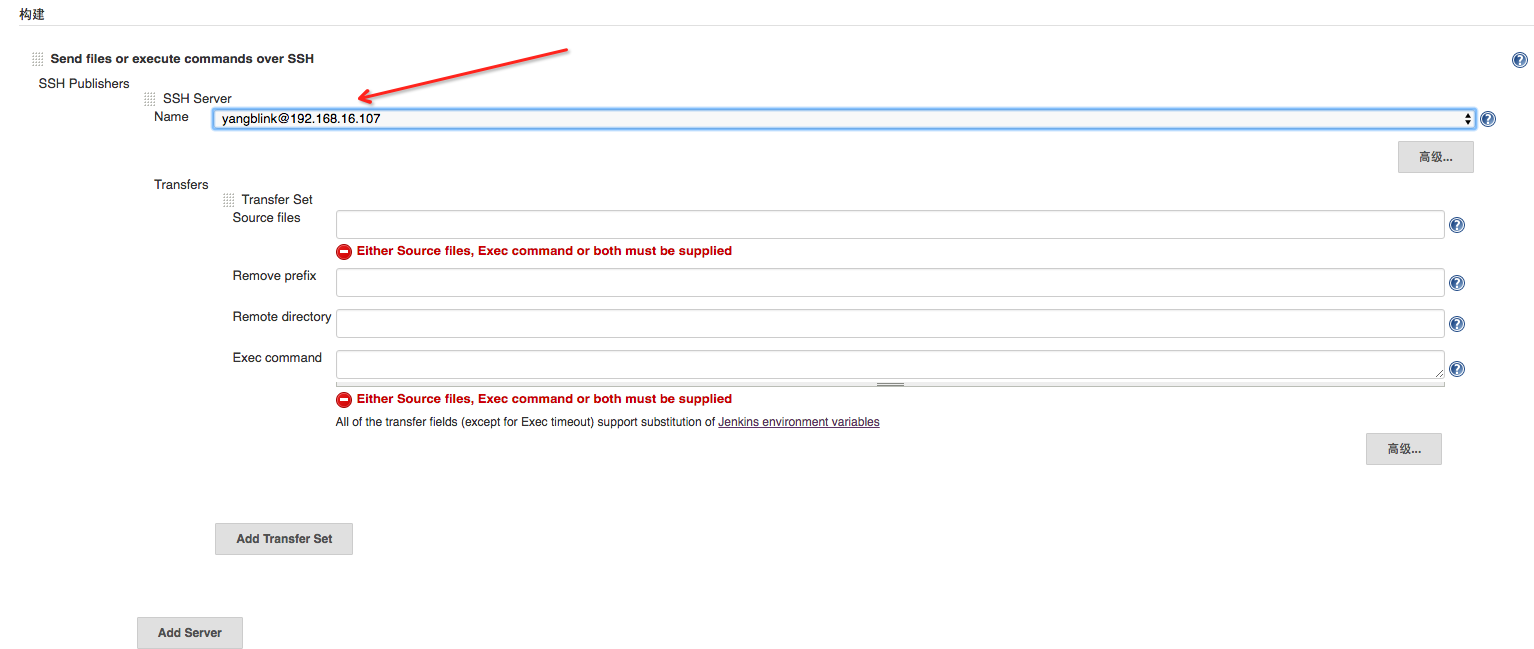 构建
Send files or execute commands over SSH
SSH Publishers
SSH Server
Name
yangblink@192.168.16.107
高级...
Transfers
Transfer Set
Source files
Either Source files, Exec command or both must be supplied
Remove prefix
Remote directory
Exec command
Either Source files, Exec command or both must be supplied
All of the transfer fields (except for Exec timeout) support substitution of Jenkins environment variables
高级...
Add Transfer Set
Add Server